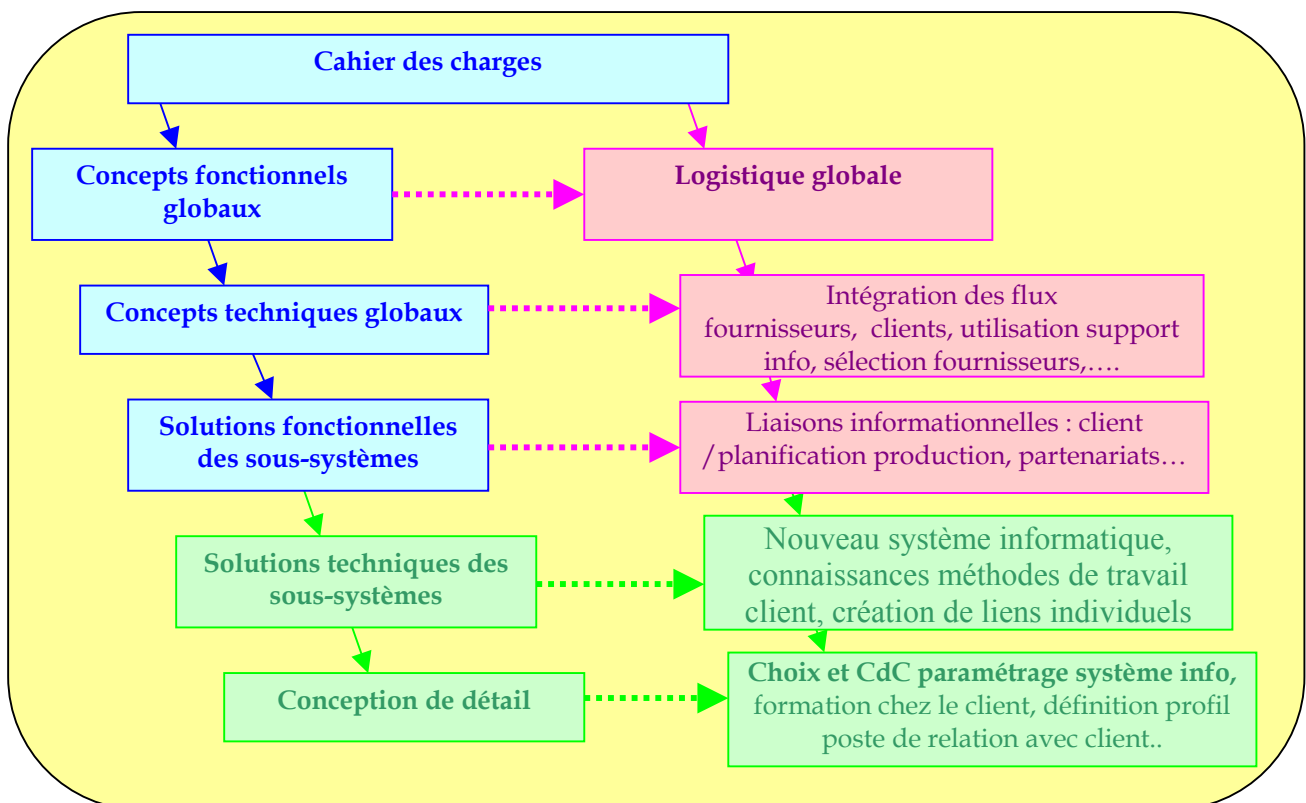 Cahier des charges
Concepts fonctionnels
globaux
Logistique globale
Concepts techniques globaux
Intégration des flux
fournisseurs, clients, utilisation support
info, sélection fournisseurs,….
Solutions fonctionnelles
des sous-systèmes
Liaisons informationnelles : client
/planification production, partenariats…
Solutions techniques des
sous-systèmes
Nouveau système informatique,
connaissances méthodes de travail
client, création de liens individuels
Conception de détail
Choix et CdC paramétrage système info,
formation chez le client, définition profil
poste de relation avec client..